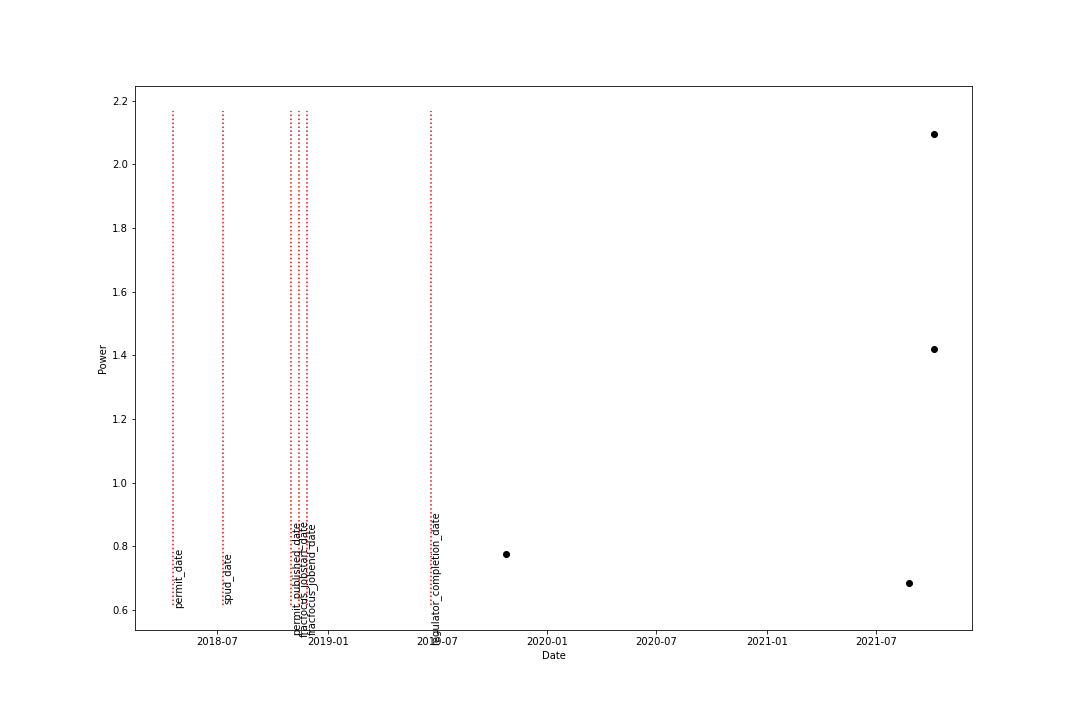 2.2
2.0
1.8
1.6
1.4
1.2
1.0
0.8
0.6
Power
permit_date
spud_date
permit_published_date
fracfocus_jobstart_date
fracfocus_jobend_date
regulator_completion_date
2018-07
2019-01
2019-07
2020-01
2020-07
2021-01
2021-07
Date